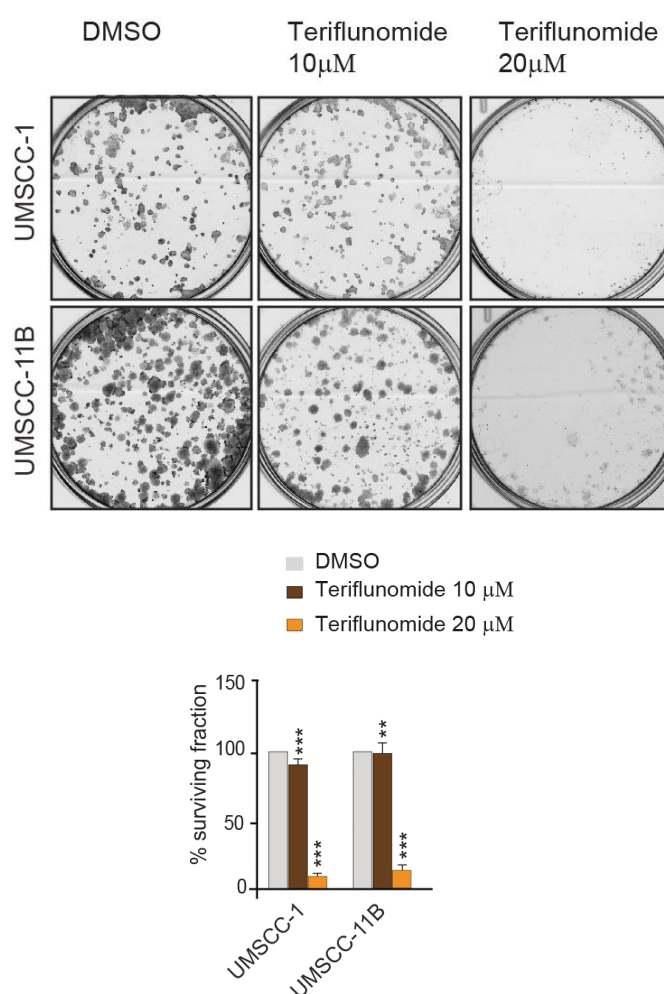 DMSO
Teriflunomide
10μM
Teriflunomide
20μM
UMSCC-1
UMSCC-11B
DMSO
Teriflunomide 10 μM
Teriflunomide 20 μM
% surviving fraction
150
100
50
0
***
***
**
***
UMSCC-1
UMSCC-11B